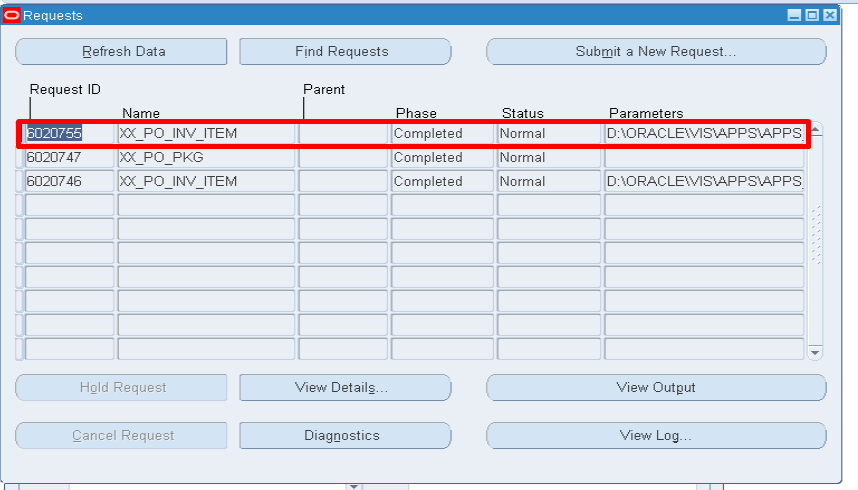 Requests
Refresh Data Find Requests Submit a New Request...
Request ID Parent
Name Phase Status Parameters
6020755 XX_PO_INV_ITEM Completed Normal D:\ORACLE\VIS\APPS\APPS_
6020747 XX_PO_PKG Completed Normal
6020746 XX_PO_INV_ITEM Completed Normal D:\ORACLE\VIS\APPS\APPS_
Hold Request View Details... View Output
Cancel Request Diagnostics View Log...